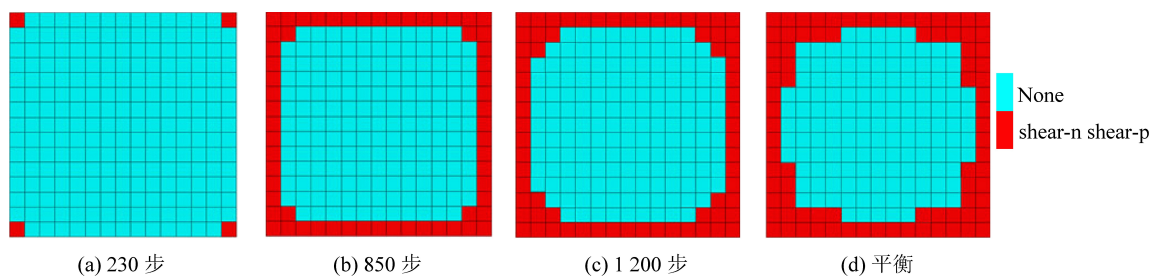 None
shear-n shear-p
(a) 230 步
(b) 850 步
(c) 1 200 步
(d) 平衡